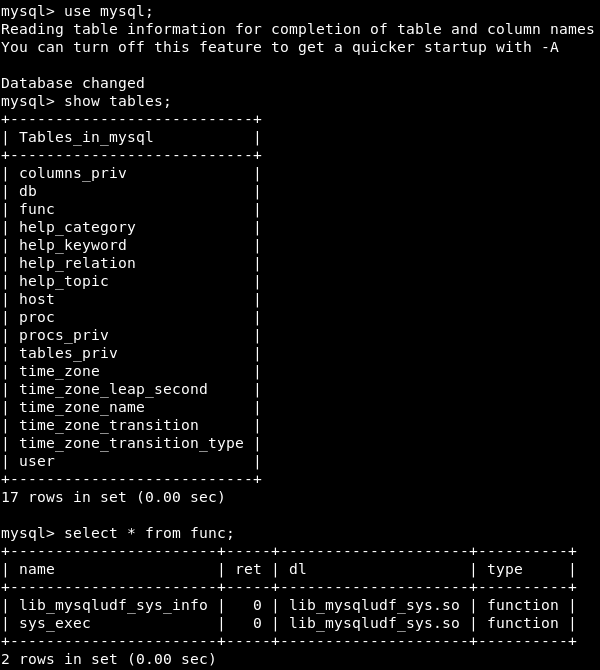 mysql> use mysql;
Reading table information for completion of table and column names
You can turn off this feature to get a quicker startup with -A

Database changed
mysql> show tables;
+---------------------------+
| Tables_in_mysql           |
+---------------------------+
| columns_priv              |
| db                        |
| func                      |
| help_category             |
| help_keyword              |
| help_relation             |
| help_topic                |
| host                      |
| proc                      |
| procs_priv                |
| tables_priv               |
| time_zone                 |
| time_zone_leap_second     |
| time_zone_name            |
| time_zone_transition      |
| time_zone_transition_type |
| user                      |
+---------------------------+
17 rows in set (0.00 sec)

mysql> select * from func;
+-----------------------+-----+---------------------+----------+
| name                  | ret | dl                  | type     |
+-----------------------+-----+---------------------+----------+
| lib_mysqludf_sys_info |   0 | lib_mysqludf_sys.so | function |
| sys_exec              |   0 | lib_mysqludf_sys.so | function |
+-----------------------+-----+---------------------+----------+
2 rows in set (0.00 sec)